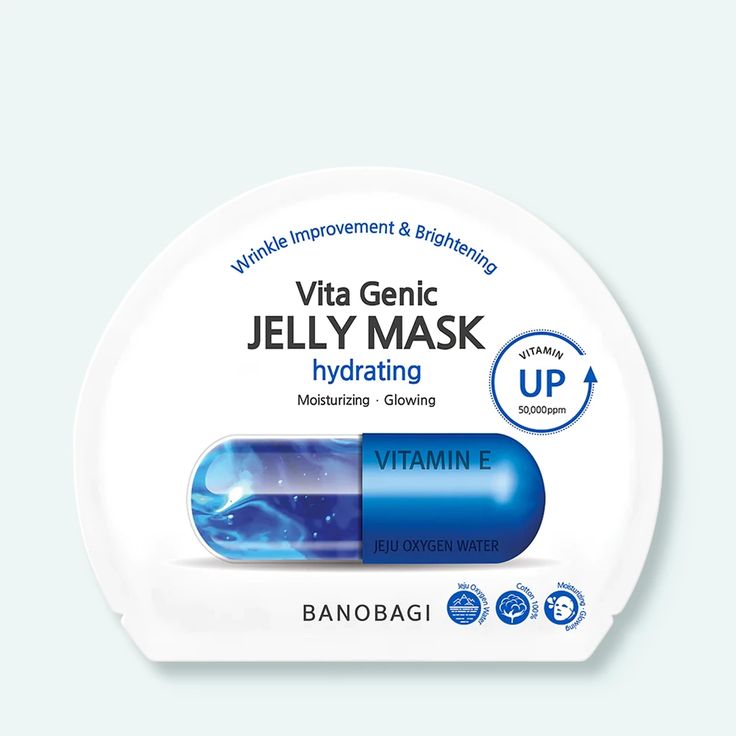 Wrinkle Improvement & Brightening
Vita Genic
JELLY MASK
hydrating
Moisturizing · Glowing
VITAMIN
UP
50,000ppm
VITAMIN E
JEJU OXYGEN WATER
BANOBAGI
Jeju Oxygen Water
Cotton 100%
Moisturizing · Glowing